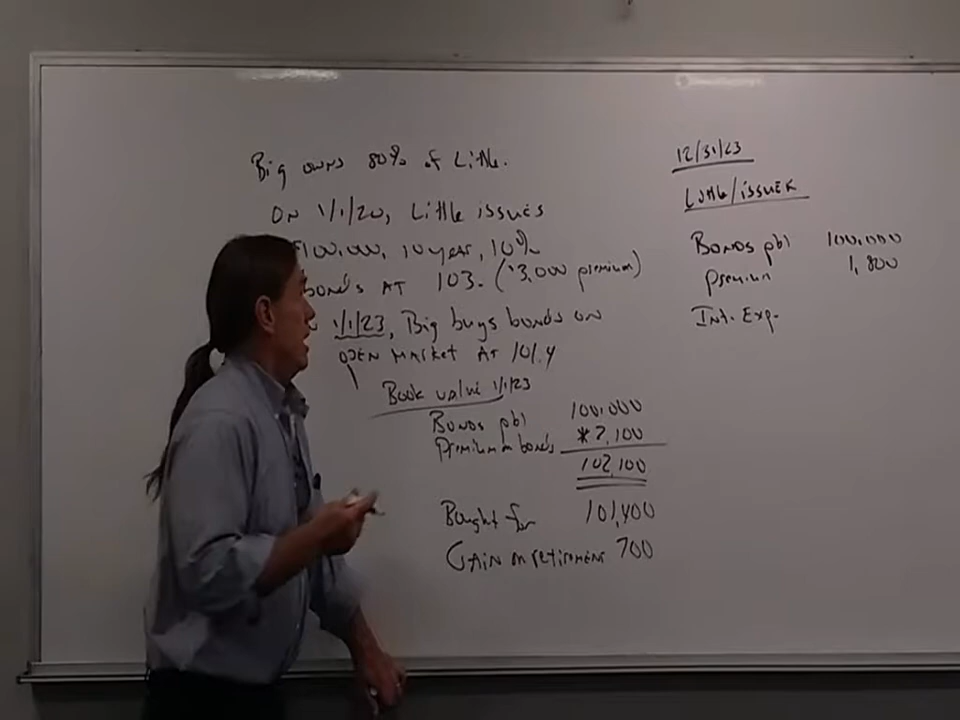 Big owns 80% of Little.
On 1/1/20, Little issues
$100,000, 10 year, 10%
bonds at 103. ($3,000 premium)
1/1/23, Big buys bonds on
open market at 101.4
Book value 1/1/23
Bonds pbl 100,000
Premium on bonds *2,100
102,100
Bought for 101,400
Gain on retirement 700
12/31/23
Little/issuer
Bonds pbl 100,000
Premium 1,800
Int. Exp.